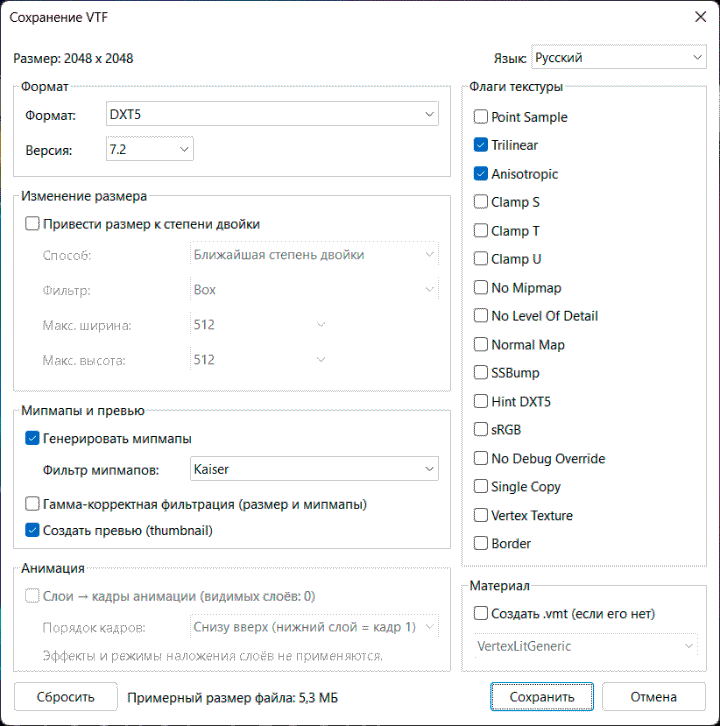 Сохранение VTF
Размер: 2048 x 2048
Язык: Русский
Формат
Формат: DXT5
Версия: 7.2
Изменение размера
Привести размер к степени двойки
Способ: Ближайшая степень двойки
Фильтр: Box
Макс. ширина: 512
Макс. высота: 512
Мипмапы и превью
Генерировать мипмапы
Фильтр мипмапов: Kaiser
Гамма-корректная фильтрация (размер и мипмапы)
Создать превью (thumbnail)
Анимация
Слои → кадры анимации (видимых слоёв: 0)
Порядок кадров: Снизу вверх (нижний слой = кадр 1)
Эффекты и режимы наложения слоёв не применяются.
Флаги текстуры
Point Sample
Trilinear
Anisotropic
Clamp S
Clamp T
Clamp U
No Mipmap
No Level Of Detail
Normal Map
SSBump
Hint DXT5
sRGB
No Debug Override
Single Copy
Vertex Texture
Border
Материал
Создать .vmt (если его нет)
VertexLitGeneric
Сбросить
Примерный размер файла: 5,3 МБ
Сохранить
Отмена